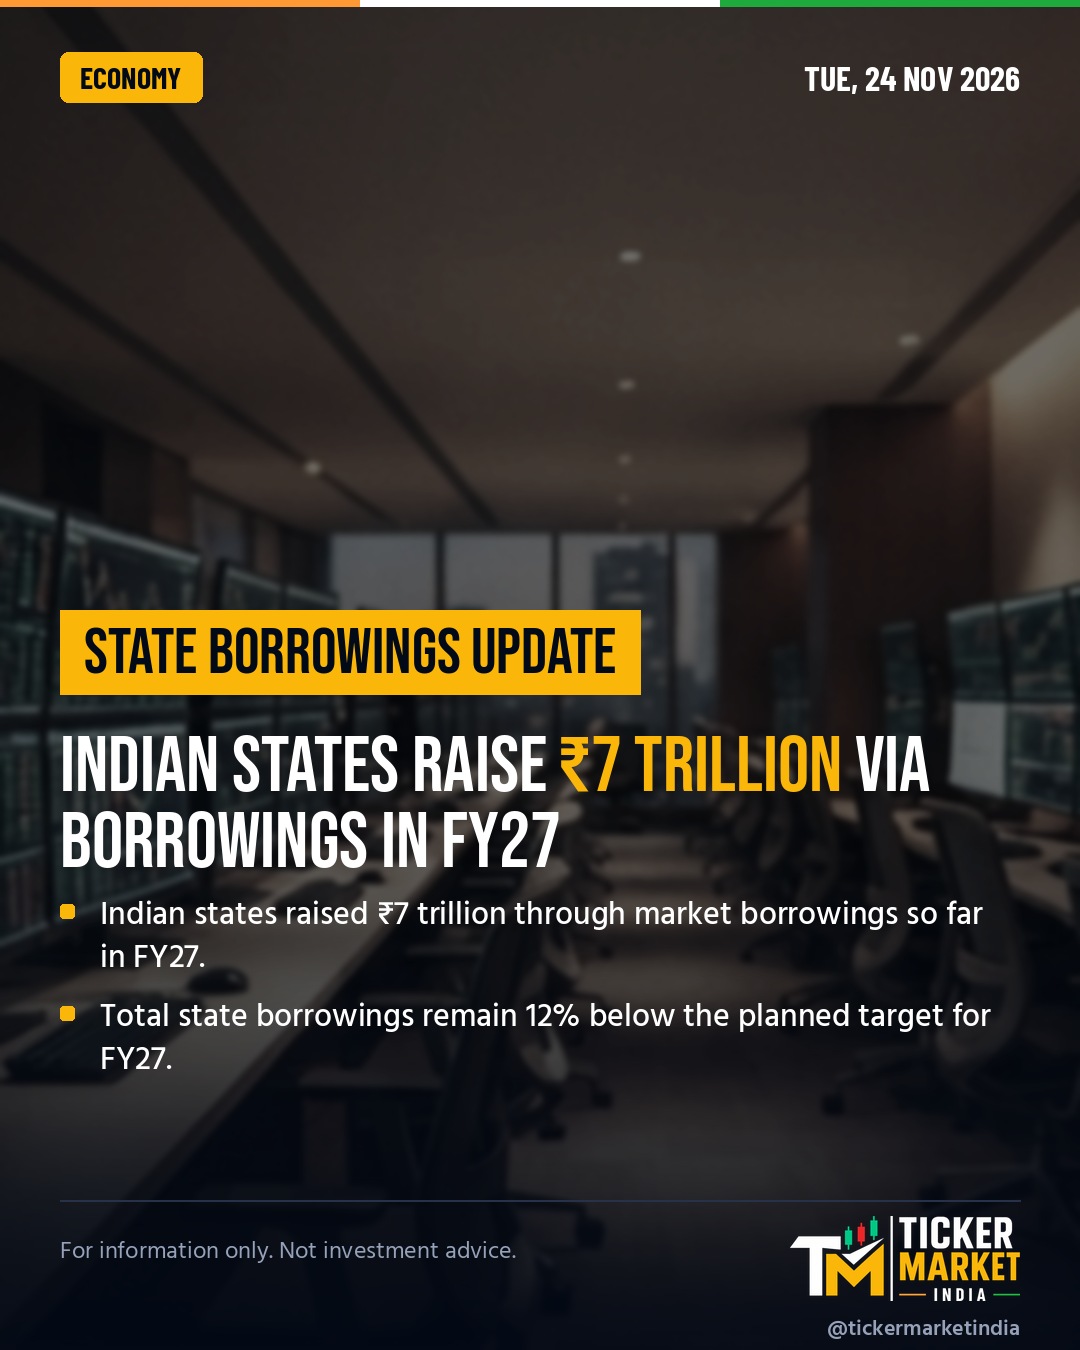 ECONOMY
TUE, 24 NOV 2026
STATE BORROWINGS UPDATE
INDIAN STATES RAISE ₹7 TRILLION VIA
BORROWINGS IN FY27
Indian states raised ₹7 trillion through market borrowings so far
in FY27.
Total state borrowings remain 12% below the planned target for
FY27.
For information only. Not investment advice.
TM
TICKER
MARKET
INDIA
@tickermarketindia